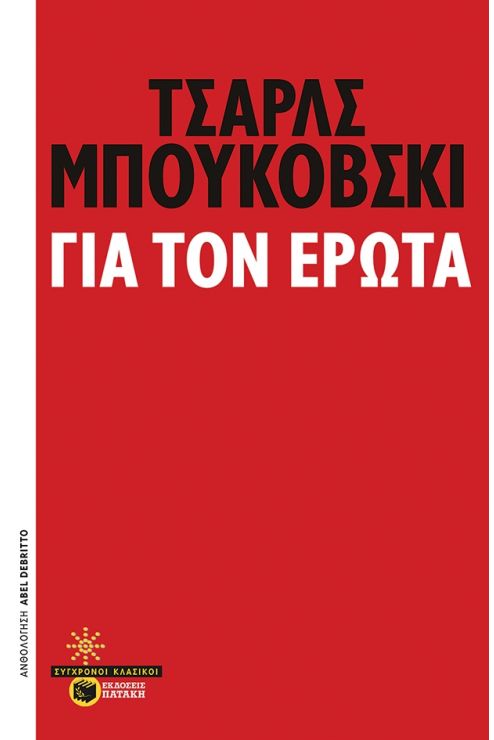 ΤΣΑΡΛΣ
ΜΠΟΥΚΟΒΣΚΙ
ΓΙΑ ΤΟΝ ΕΡΩΤΑ
ΑΝΘΟΛΟΓΗΣΗ ABEL DEBRITTO
ΣΥΓΧΡΟΝΟΙ ΚΛΑΣΙΚΟΙ
ΕΚΔΟΣΕΙΣ
ΠΑΤΑΚΗ